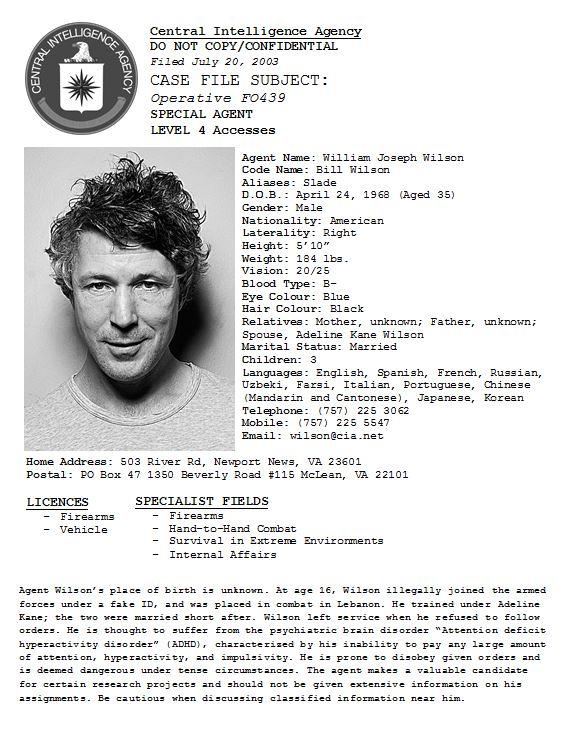 CENTRAL INTELLIGENCE AGENCY
Central Intelligence Agency
DO NOT COPY/CONFIDENTIAL
Filed July 20, 2003
CASE FILE SUBJECT:
Operative FO439
SPECIAL AGENT
LEVEL 4 Accesses
Agent Name: William Joseph Wilson
Code Name: Bill Wilson
Aliases: Slade
D.O.B.: April 24, 1968 (Aged 35)
Gender: Male
Nationality: American
Laterality: Right
Height: 5’10”
Weight: 184 lbs.
Vision: 20/25
Blood Type: B-
Eye Colour: Blue
Hair Colour: Black
Relatives: Mother, unknown; Father, unknown;
Spouse, Adeline Kane Wilson
Marital Status: Married
Children: 3
Languages: English, Spanish, French, Russian,
Uzbeki, Farsi, Italian, Portuguese, Chinese
(Mandarin and Cantonese), Japanese, Korean
Telephone: (757) 225 3062
Mobile: (757) 225 5547
Email: wilson@cia.net
Home Address: 503 River Rd, Newport News, VA 23601
Postal: PO Box 47 1350 Beverly Road #115 McLean, VA 22101
LICENCES
- Firearms
- Vehicle
SPECIALIST FIELDS
- Firearms
- Hand-to-Hand Combat
- Survival in Extreme Environments
- Internal Affairs
Agent Wilson’s place of birth is unknown. At age 16, Wilson illegally joined the armed
forces under a fake ID, and was placed in combat in Lebanon. He trained under Adeline
Kane; the two were married short after. Wilson left service when he refused to follow
orders. He is thought to suffer from the psychiatric brain disorder “Attention deficit
hyperactivity disorder” (ADHD), characterized by his inability to pay any large amount
of attention, hyperactivity, and impulsivity. He is prone to disobey given orders and
is deemed dangerous under tense circumstances. The agent makes a valuable candidate
for certain research projects and should not be given extensive information on his
assignments. Be cautious when discussing classified information near him.